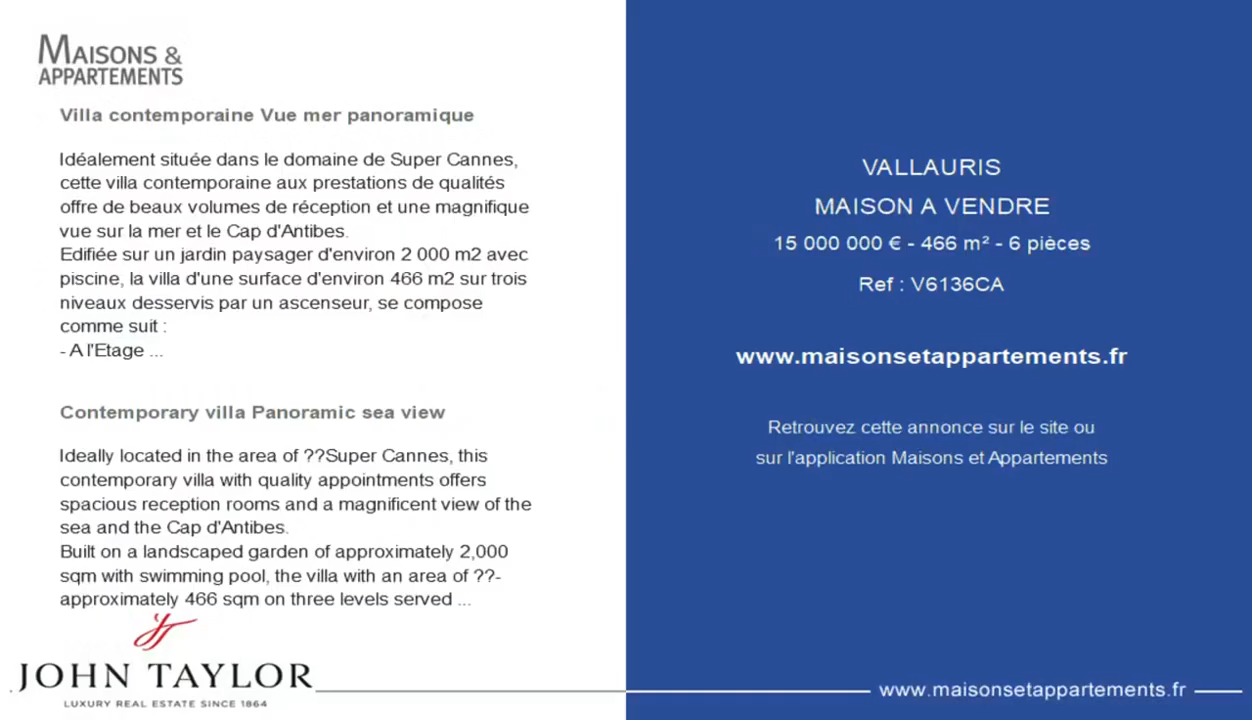 MAISONS &
APPARTEMENTS
Villa contemporaine Vue mer panoramique
Idéalement située dans le domaine de Super Cannes,
cette villa contemporaine aux prestations de qualités
offre de beaux volumes de réception et une magnifique
vue sur la mer et le Cap d'Antibes.
Edifiée sur un jardin paysager d'environ 2 000 m2 avec
piscine, la villa d'une surface d'environ 466 m2 sur trois
niveaux desservis par un ascenseur, se compose
comme suit :
- A l'Etage ...
Contemporary villa Panoramic sea view
Ideally located in the area of ??Super Cannes, this
contemporary villa with quality appointments offers
spacious reception rooms and a magnificent view of the
sea and the Cap d'Antibes.
Built on a landscaped garden of approximately 2,000
sqm with swimming pool, the villa with an area of ??-
approximately 466 sqm on three levels served ...
JOHN TAYLOR
LUXURY REAL ESTATE SINCE 1864
VALLAURIS
MAISON A VENDRE
15 000 000 € - 466 m² - 6 pièces
Ref : V6136CA
www.maisonsetappartements.fr
Retrouvez cette annonce sur le site ou
sur l'application Maisons et Appartements
www.maisonsetappartements.fr